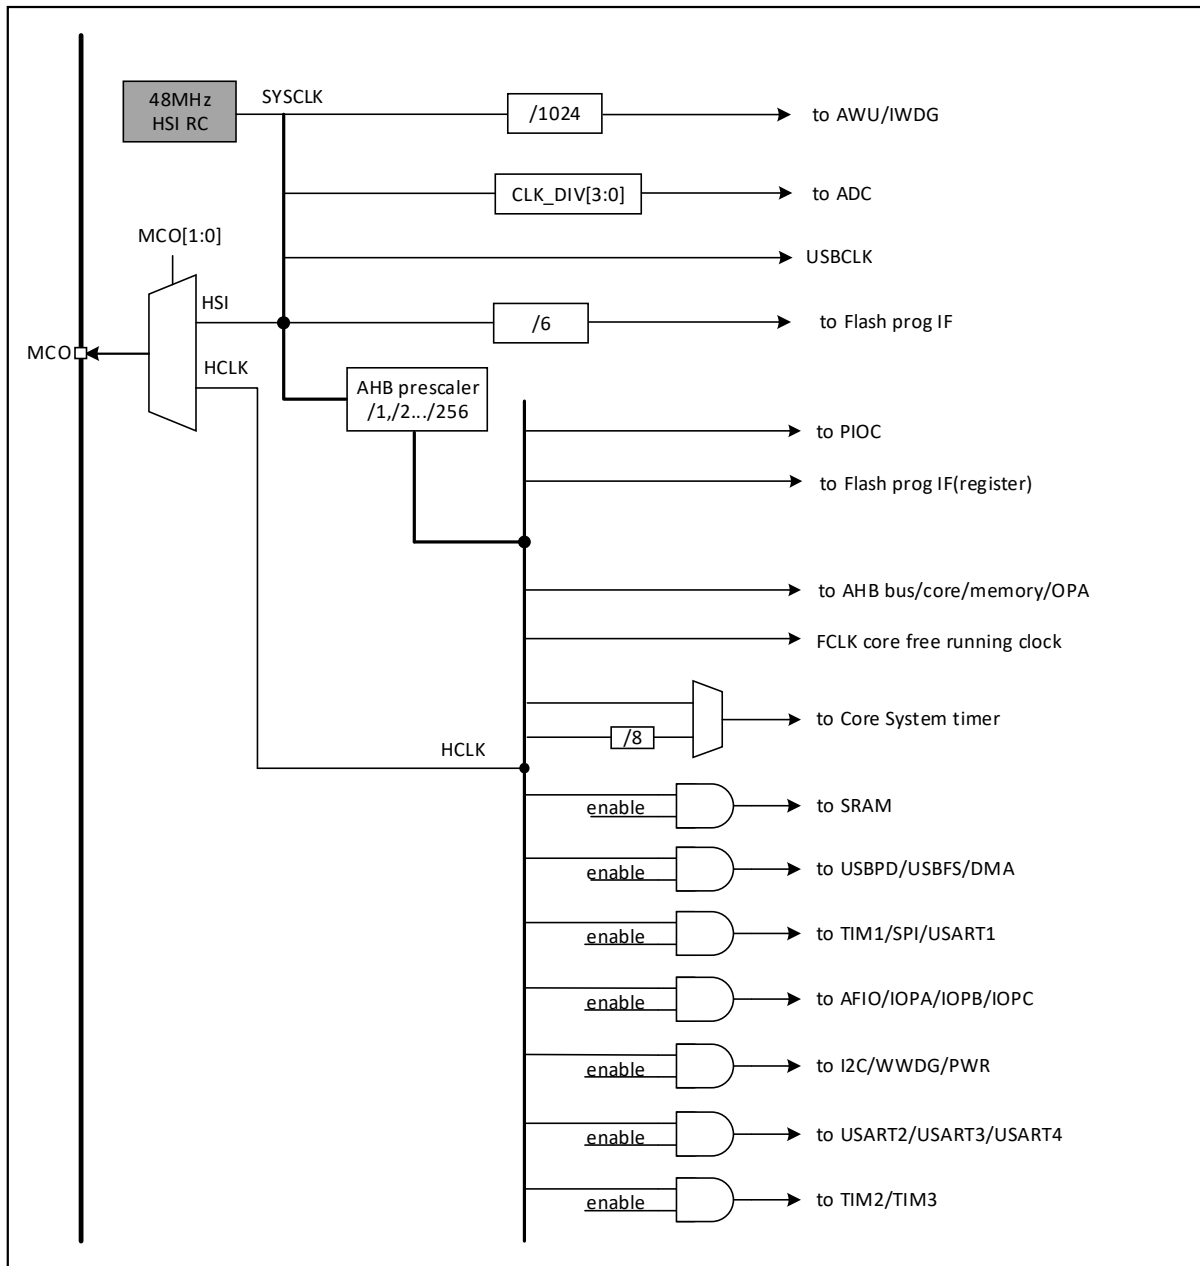 48MHz
HSI RC
SYSCLK
/1024
to AWU/IWDG
CLK_DIV[3:0]
to ADC
MCO[1:0]
USBCLK
HSI
/6
to Flash prog IF
MCO
HCLK
AHB prescaler
/1,/2.../256
to PIOC
to Flash prog IF(register)
to AHB bus/core/memory/OPA
FCLK core free running clock
to Core System timer
/8
HCLK
enable
to SRAM
enable
to USBPD/USBFS/DMA
enable
to TIM1/SPI/USART1
enable
to AFIO/IOPA/IOPB/IOPC
enable
to I2C/WWDG/PWR
enable
to USART2/USART3/USART4
enable
to TIM2/TIM3